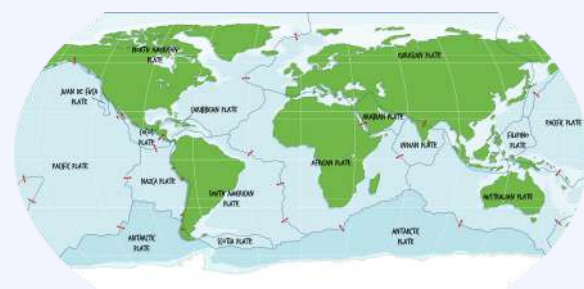 NORTH AMERICAN
PLATE
EURASIAN PLATE
JUAN DE FUCA
PLATE
CARIBBEAN PLATE
ARABIAN PLATE
COCOS
PLATE
INDIAN PLATE
FILIPINO
PLATE
PACIFIC PLATE
PACIFIC PLATE
NAZCA PLATE
SOUTH AMERICAN
PLATE
AFRICAN PLATE
AUSTRALIAN PLATE
ANTARCTIC
PLATE
SCOTIA PLATE
ANTARCTIC
PLATE